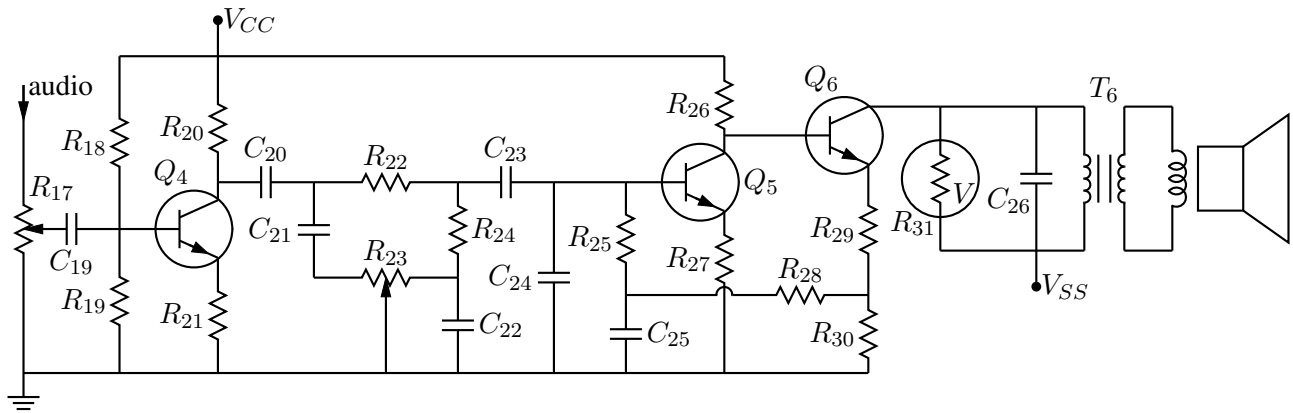 V_CC
audio
Q_6
T_6
R_26
R_20
R_18
C_20
R_22
C_23
Q_4
Q_5
R_17
V
C_26
R_31
C_21
R_24
R_25
R_29
C_19
R_23
R_27
R_28
C_24
V_SS
R_19
R_21
C_22
C_25
R_30